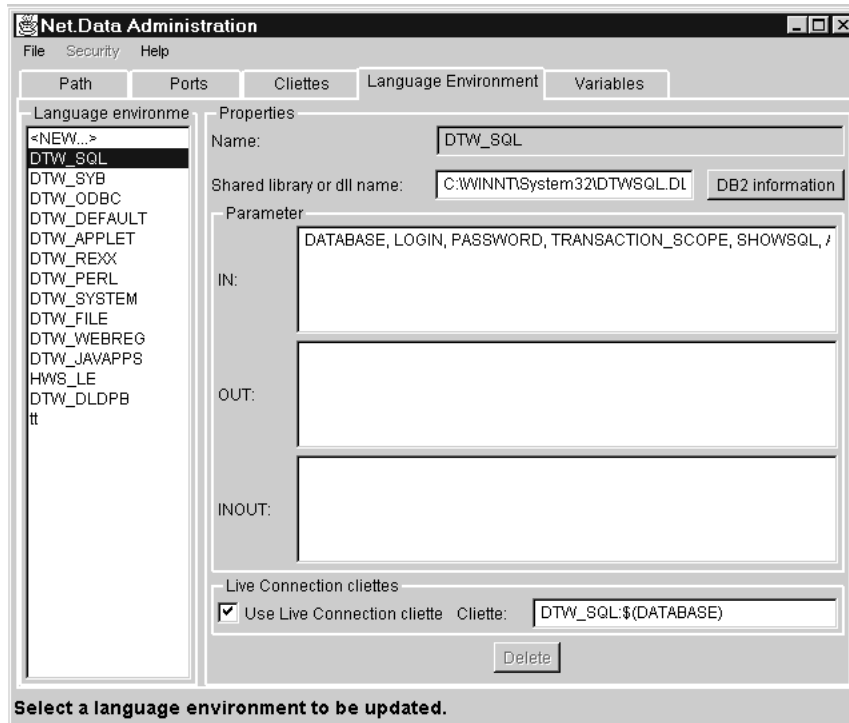 Net.Data Administration
File Security Help
Path Ports Cliettes Language Environment Variables
Language environme
<NEW...>
DTW_SQL
DTW_SYB
DTW_ODBC
DTW_DEFAULT
DTW_APPLET
DTW_REXX
DTW_PERL
DTW_SYSTEM
DTW_FILE
DTW_WEBREG
DTW_JAVAPPS
HWS_LE
DTW_DLDPB
tt
Properties
Name: DTW_SQL
Shared library or dll name: C:\WINNT\System32\DTWSQL.DL DB2 information
Parameter
IN: DATABASE, LOGIN, PASSWORD, TRANSACTION_SCOPE, SHOWSQL,
OUT:
INOUT:
Live Connection cliettes
Use Live Connection cliette Cliette: DTW_SQL:$(DATABASE)
Delete
Select a language environment to be updated.